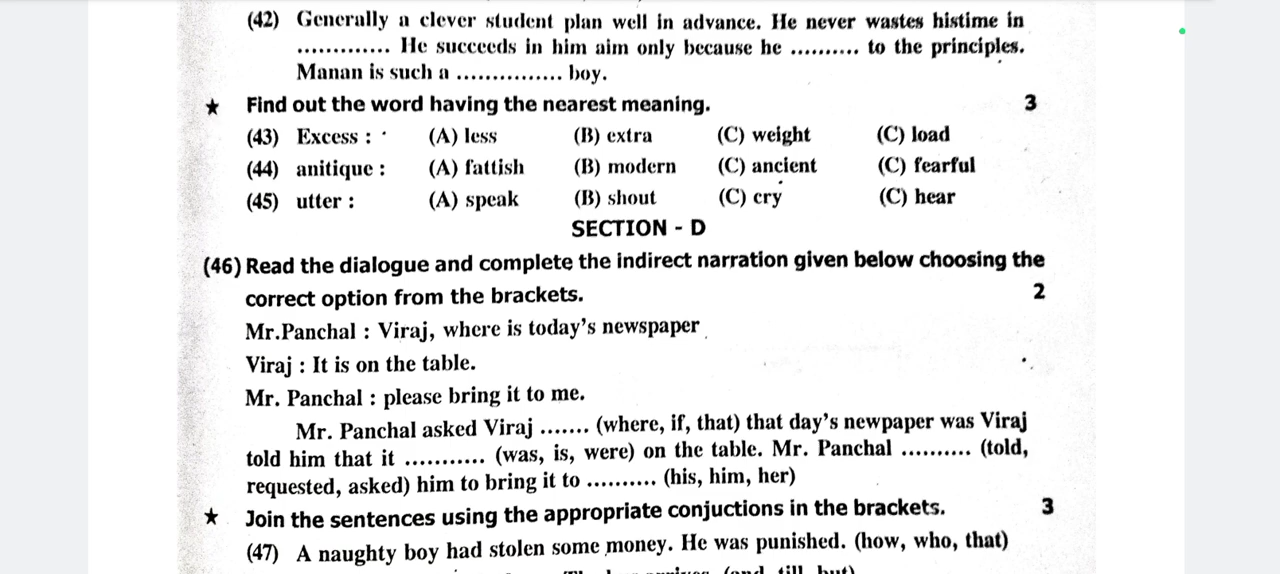 (42) Generally a clever student plan well in advance. He never wastes histime in
............. He succeeds in him aim only because he .......... to the principles.
Manan is such a ............... boy.
★ Find out the word having the nearest meaning. 3
(43) Excess : (A) less (B) extra (C) weight (C) load
(44) anitique : (A) fattish (B) modern (C) ancient (C) fearful
(45) utter : (A) speak (B) shout (C) cry (C) hear
SECTION - D
(46) Read the dialogue and complete the indirect narration given below choosing the
correct option from the brackets. 2
Mr.Panchal : Viraj, where is today's newspaper
Viraj : It is on the table.
Mr. Panchal : please bring it to me.
Mr. Panchal asked Viraj ....... (where, if, that) that day's newpaper was Viraj
told him that it ........... (was, is, were) on the table. Mr. Panchal .......... (told,
requested, asked) him to bring it to .......... (his, him, her)
★ Join the sentences using the appropriate conjuctions in the brackets. 3
(47) A naughty boy had stolen some money. He was punished. (how, who, that)